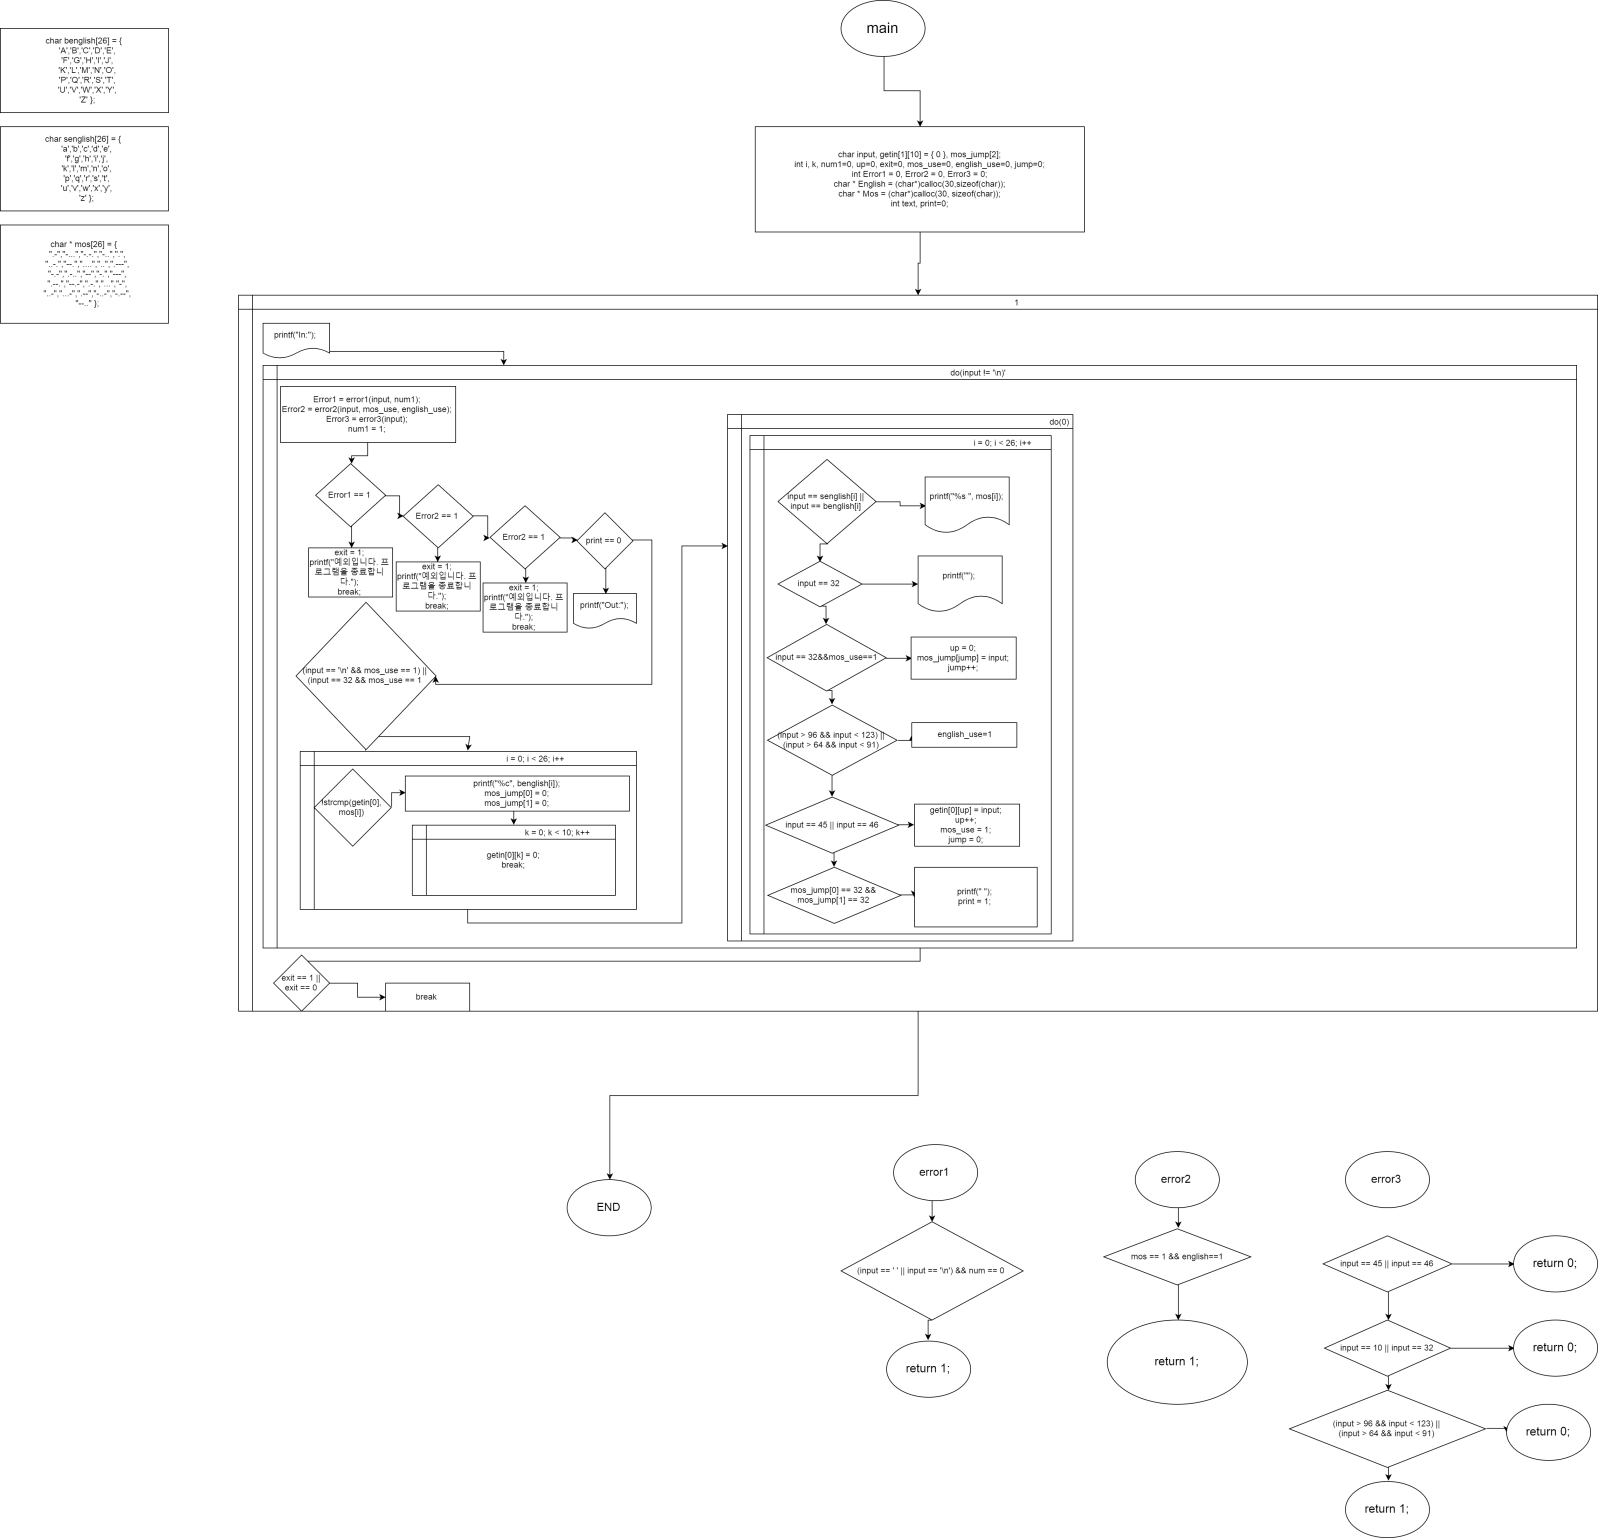 main
char benglish[26] = {
'A','B','C','D','E',
'F','G','H','I','J',
'K','L','M','N','O',
'P','Q','R','S','T',
'U','V','W','X','Y',
'Z' };
char senglish[26] = {
'a','b','c','d','e',
'f','g','h','i','j',
'k','l','m','n','o',
'p','q','r','s','t',
'u','v','w','x','y',
'z' };
char * mos[26] = {
".-","-...","-.-.","-..",".",
"..-.","--.","....","..",".---",
"-.-",".-..","--","-.","---",
".--.","--.-",".-.","...","-",
"..-","...-",".--","-..-","-.--",
"--.." };
char input, getin[1][10] = { 0 }, mos_jump[2];
int i, k, num1=0, up=0, exit=0, mos_use=0, english_use=0, jump=0;
int Error1 = 0, Error2 = 0, Error3 = 0;
char * English = (char*)calloc(30,sizeof(char));
char * Mos = (char*)calloc(30, sizeof(char));
int text, print=0;
1
printf("In:");
do(input != '\n)'
Error1 = error1(input, num1);
Error2 = error2(input, mos_use, english_use);
Error3 = error3(input);
num1 = 1;
Error1 == 1
Error2 == 1
Error2 == 1
print == 0
exit = 1;
printf("예외입니다. 프
로그램을 종료합니
다.");
break;
exit = 1;
printf("예외입니다. 프
로그램을 종료합니
다.");
break;
exit = 1;
printf("예외입니다. 프
로그램을 종료합니
다.");
break;
printf("Out:");
(input == '\n' && mos_use == 1) ||
(input == 32 && mos_use == 1
i = 0; i < 26; i++
!strcmp(getin[0],
mos[i])
printf("%c", benglish[i]);
mos_jump[0] = 0;
mos_jump[1] = 0;
k = 0; k < 10; k++
getin[0][k] = 0;
break;
do(0)
i = 0; i < 26; i++
input == senglish[i] ||
input == benglish[i]
printf("%s ", mos[i]);
input == 32
printf("");
input == 32&&mos_use==1
up = 0;
mos_jump[jump] = input;
jump++;
(input > 96 && input < 123) ||
(input > 64 && input < 91)
english_use=1
input == 45 || input == 46
getin[0][up] = input;
up++;
mos_use = 1;
jump = 0;
mos_jump[0] == 32 &&
mos_jump[1] == 32
printf(" ");
print = 1;
exit == 1 ||
exit == 0
break
END
error1
(input == ' ' || input == '\n') && num == 0
return 1;
error2
mos == 1 && english==1
return 1;
error3
input == 45 || input == 46
return 0;
input == 10 || input == 32
return 0;
(input > 96 && input < 123) ||
(input > 64 && input < 91)
return 0;
return 1;